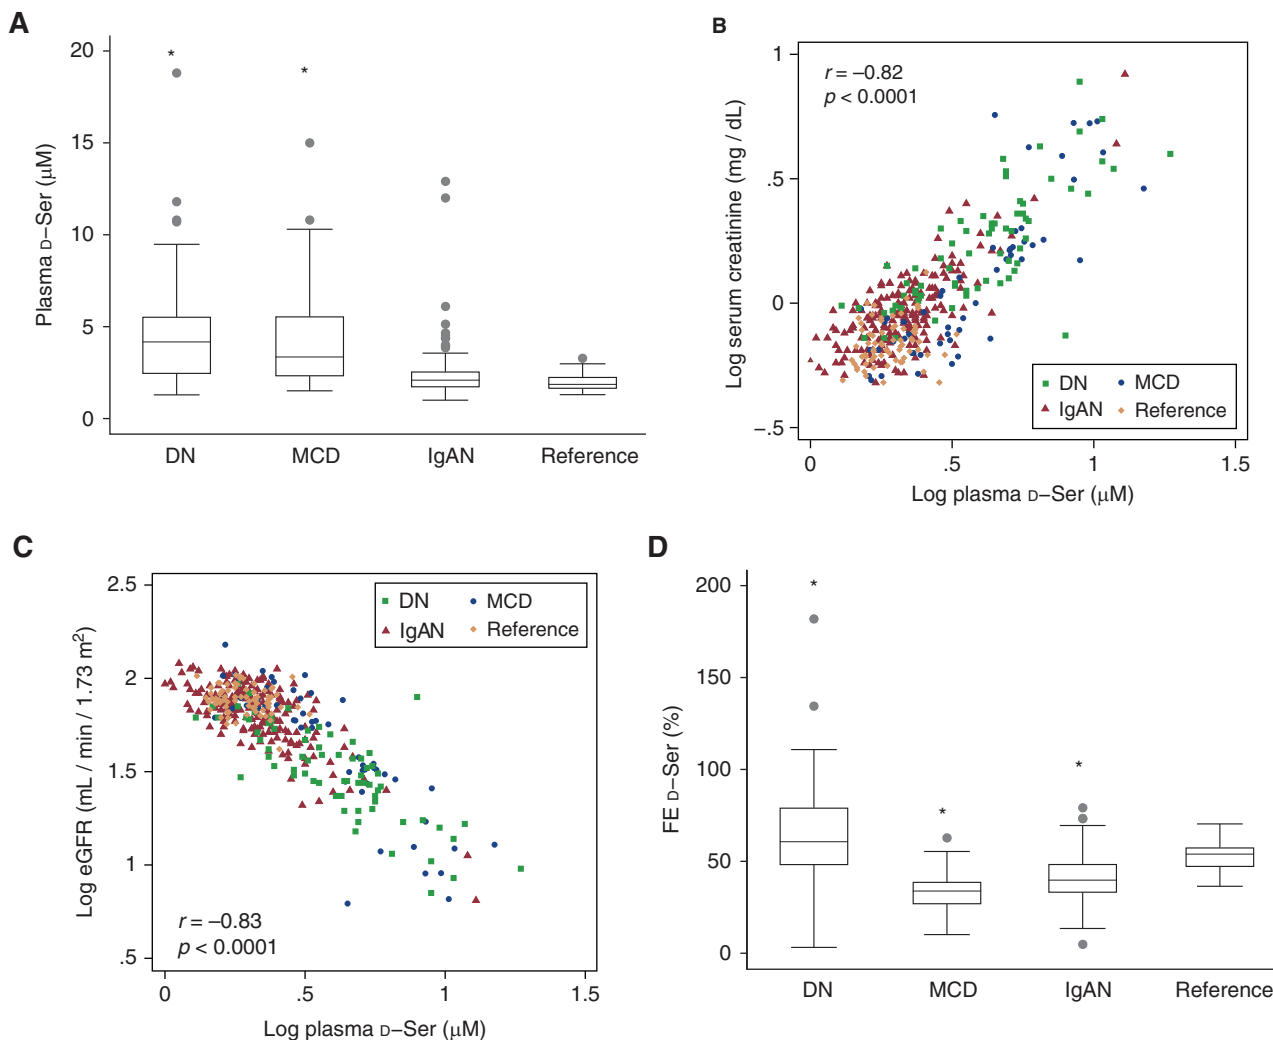 A
20
15
10
5
0
Plasma D–Ser (μM)
*
*
DN
MCD
IgAN
Reference
B
1
.5
0
–.5
Log serum creatinine (mg / dL)
r = –0.82
p < 0.0001
DN
MCD
IgAN
Reference
0
.5
1
1.5
Log plasma D–Ser (μM)
C
2.5
2
1.5
1
.5
Log eGFR (mL / min / 1.73 m²)
DN
MCD
IgAN
Reference
r = –0.83
p < 0.0001
0
.5
1
1.5
Log plasma D–Ser (μM)
D
200
150
100
50
0
FE D–Ser (%)
*
*
*
DN
MCD
IgAN
Reference